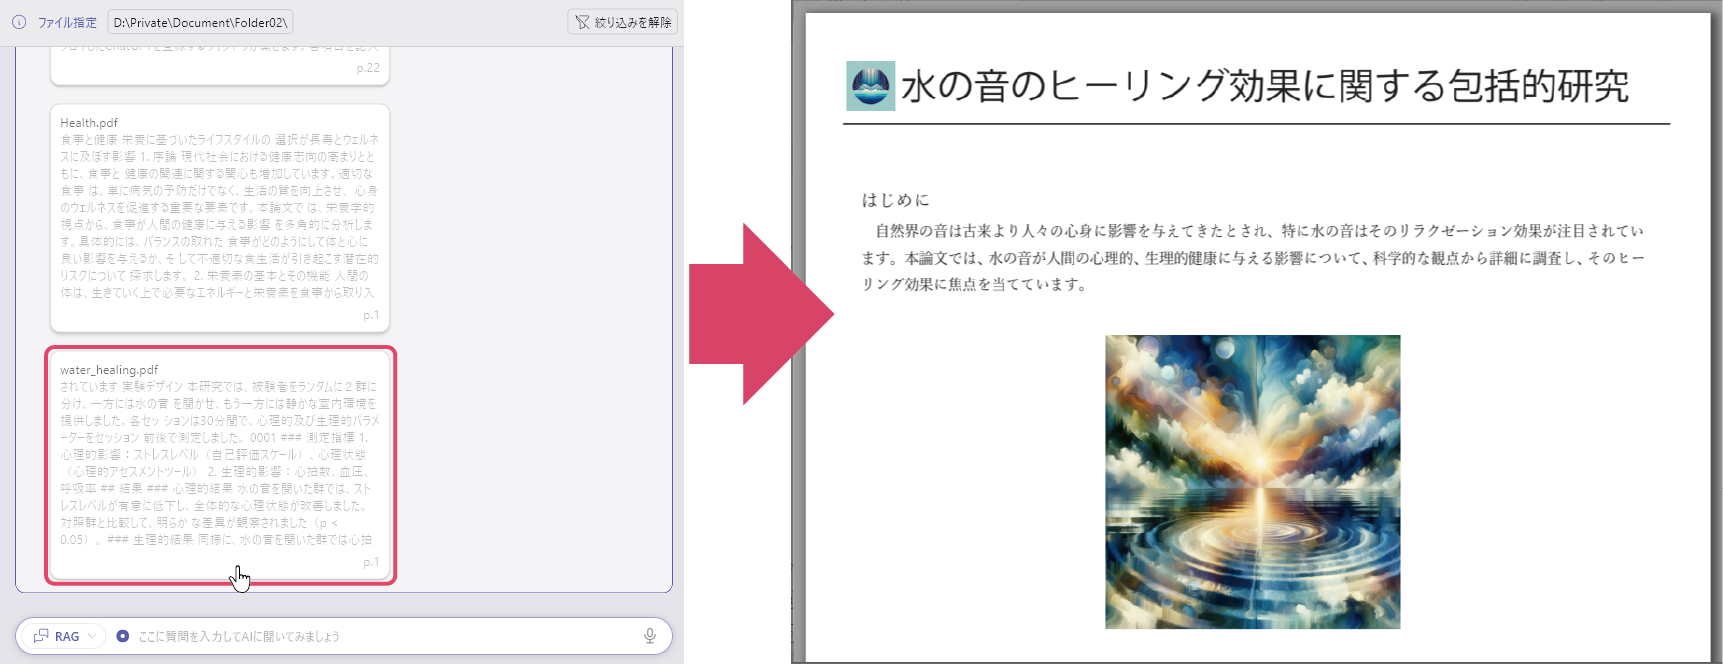 ファイル指定
D:\Private\Document\Folder02\
絞り込みを解除
p.22
Health.pdf
食事と健康 栄養に基づいたライフスタイルの 選択が長寿とウェルネ
スに及ぼす影響 1. 序論 現代社会における健康志向の高まりとと
もに、食事と 健康の関連に関する関心も増加しています。適切な
食事 は、単に病気の予防だけでなく、生活の質を向上させ、 心身
のウェルネスを促進する重要な要素です。本論文で は、栄養学的
視点から、食事が人間の健康に与える影響 を多角的に分析しま
す。具体的には、バランスの取れた 食事がどのようにして体と心に
良い影響を与えるか、そ して不適切な食生活が引き起こす潜在的
リスクについて 探求します。 2. 栄養素の基本とその機能 人間の
体は、生きていく上で必要なエネルギーと栄養素を食事から取り入
p.1
water_healing.pdf
されています 実験デザイン 本研究では、被験者をランダムに２群に
分け、一方には水の音 を聞かせ、もう一方には静かな室内環境を
提供しました。各セッ ションは30分間で、心理的及び生理的パラメ
ーターをセッション 前後で測定しました。 0001 ### 測定指標 1.
心理的影響：ストレスレベル（自己評価スケール）、心理状態
（心理的アセスメントツール） 2. 生理的影響：心拍数、血圧、
呼吸率 ## 結果 ### 心理的結果 水の音を聞いた群では、スト
レスレベルが有意に低下し、全体的な心理状態が改善しました。
対照群と比較して、明らか な差異が観察されました（p <
0.05）。 ### 生理的結果 同様に、水の音を聞いた群では心拍
p.1
RAG
ここに質問を入力してAIに聞いてみましょう
水の音のヒーリング効果に関する包括的研究
はじめに
自然界の音は古来より人々の心身に影響を与えてきたとされ、特に水の音はそのリラクゼーション効果が注目されてい
ます。本論文では、水の音が人間の心理的、生理的健康に与える影響について、科学的な観点から詳細に調査し、そのヒー
リング効果に焦点を当てています。